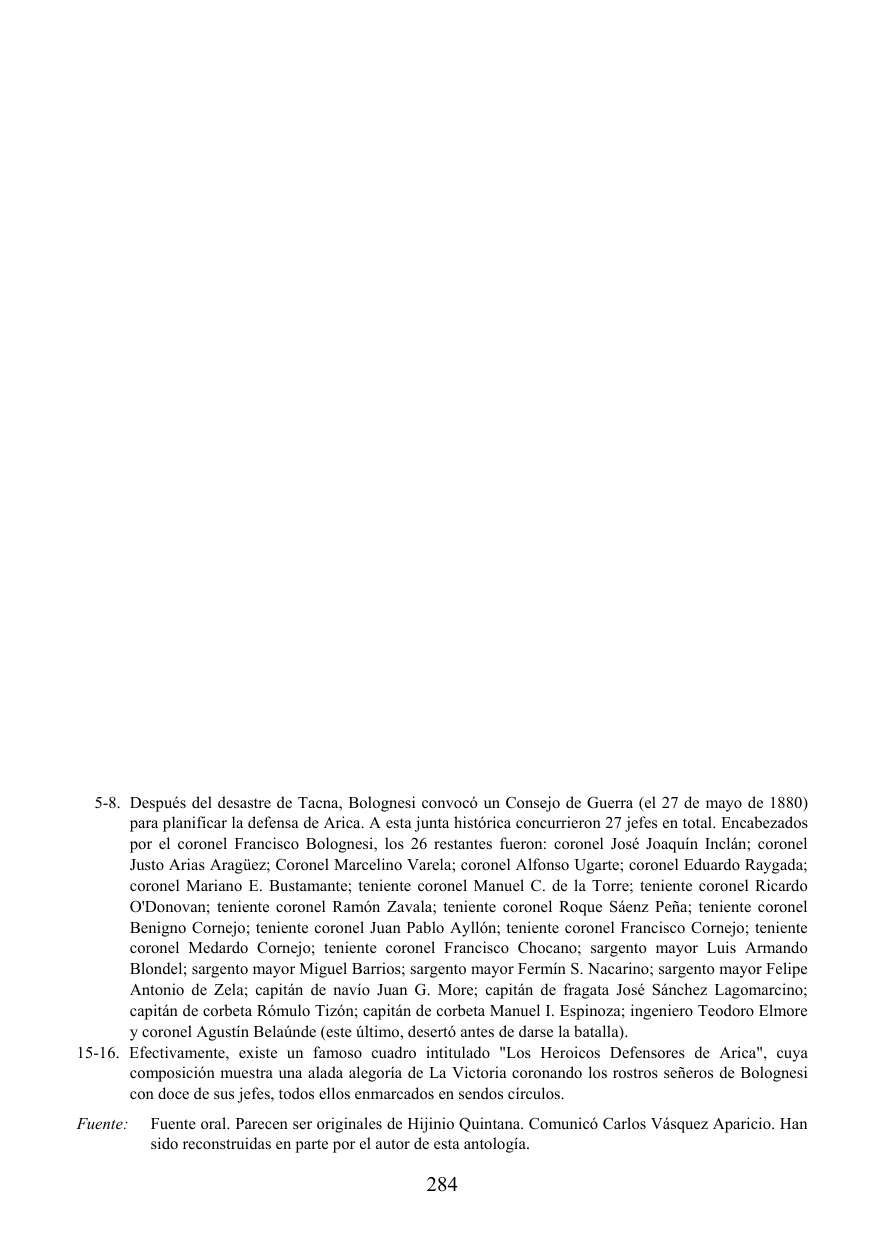 5-8. Después del desastre de Tacna, Bolognesi convocó un Consejo de Guerra (el 27 de mayo de 1880)
para planificar la defensa de Arica. A esta junta histórica concurrieron 27 jefes en total. Encabezados
por el coronel Francisco Bolognesi, los 26 restantes fueron: coronel José Joaquín Inclán; coronel
Justo Arias Aragüez; Coronel Marcelino Varela; coronel Alfonso Ugarte; coronel Eduardo Raygada;
coronel Mariano E. Bustamante; teniente coronel Manuel C. de la Torre; teniente coronel Ricardo
O'Donovan; teniente coronel Ramón Zavala; teniente coronel Roque Sáenz Peña; teniente coronel
Benigno Cornejo; teniente coronel Juan Pablo Ayllón; teniente coronel Francisco Cornejo; teniente
coronel Medardo Cornejo; teniente coronel Francisco Chocano; sargento mayor Luis Armando
Blondel; sargento mayor Miguel Barrios; sargento mayor Fermín S. Nacarino; sargento mayor Felipe
Antonio de Zela; capitán de navío Juan G. More; capitán de fragata José Sánchez Lagomarcino;
capitán de corbeta Rómulo Tizón; capitán de corbeta Manuel I. Espinoza; ingeniero Teodoro Elmore
y coronel Agustín Belaúnde (este último, desertó antes de darse la batalla).
15-16. Efectivamente, existe un famoso cuadro intitulado "Los Heroicos Defensores de Arica", cuya
composición muestra una alada alegoría de La Victoria coronando los rostros señeros de Bolognesi
con doce de sus jefes, todos ellos enmarcados en sendos círculos.
Fuente: Fuente oral. Parecen ser originales de Hijinio Quintana. Comunicó Carlos Vásquez Aparicio. Han
sido reconstruidas en parte por el autor de esta antología.
284